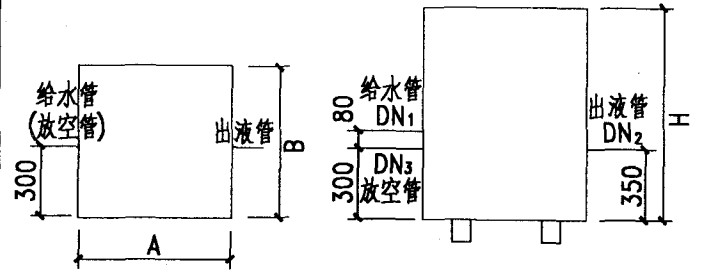 给水管
(放空管)
出液管
300
A
B
给水管
DN₁
80
DN₃
放空管
300
出液管
DN₂
350
H